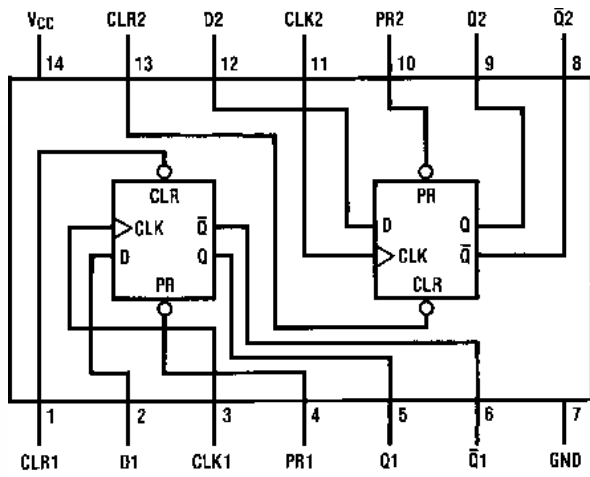 V_CC CLR2 D2 CLK2 PR2 Q2 Q̅2
14 13 12 11 10 9 8
CLR PR
CLK Q̅ D Q
D Q CLK Q̅
PR CLR
1 2 3 4 5 6 7
CLR1 D1 CLK1 PR1 Q1 Q̅1 GND